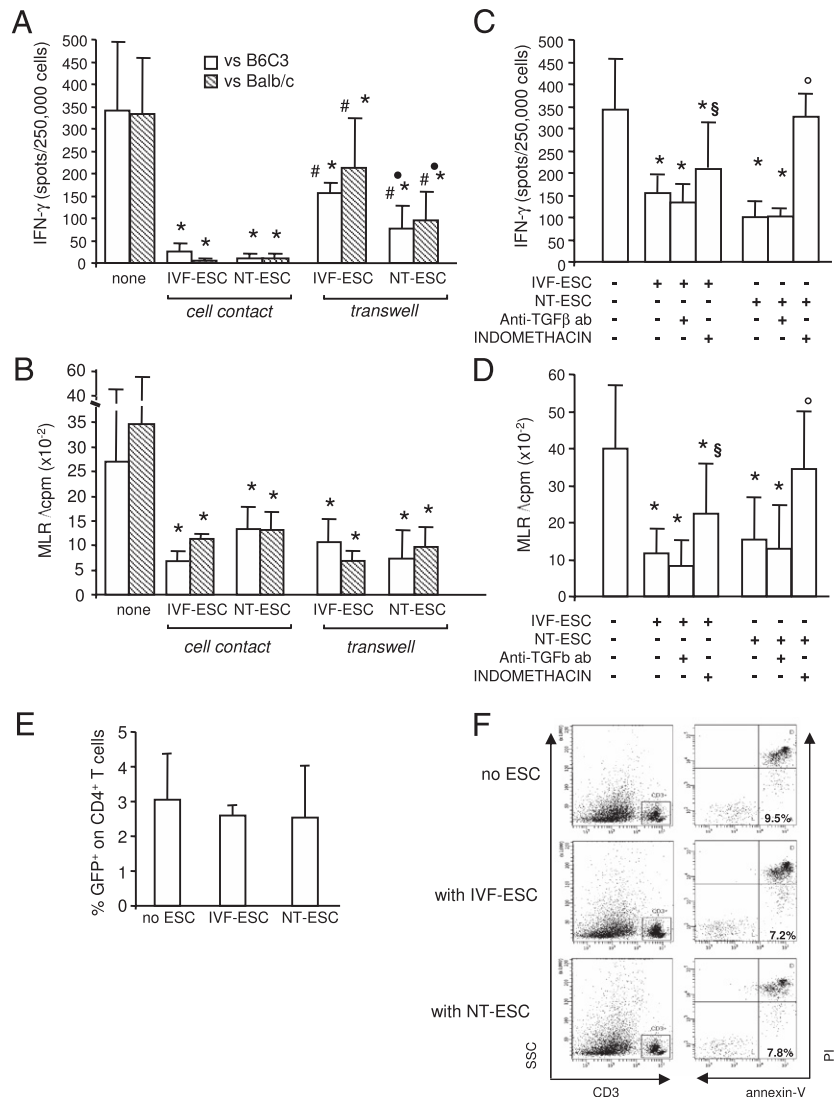 A
IFN-γ (spots/250,000 cells)
500
450
400
350
300
250
200
150
100
50
0
vs B6C3
vs Balb/c
* * * * # * # * # • * # • *
none IVF-ESC NT-ESC IVF-ESC NT-ESC
cell contact transwell
B
MLR Δcpm (x10-2)
60
40
35
30
25
20
15
10
5
0
* * * * * * * *
none IVF-ESC NT-ESC IVF-ESC NT-ESC
cell contact transwell
C
IFN-γ (spots/250,000 cells)
500
450
400
350
300
250
200
150
100
50
0
* * * § * * °
IVF-ESC - + + + - - -
NT-ESC - - - - + + +
Anti-TGFβ ab - - + - - + -
INDOMETHACIN - - - + - - +
D
MLR Δcpm (x10-2)
60
50
40
30
20
10
0
* * * § * * °
IVF-ESC - + + + - - -
NT-ESC - - - - + + +
Anti-TGFb ab - - + - - + -
INDOMETHACIN - - - + - - +
E
% GFP+ on CD4+ T cells
5
4
3
2
1
0
no ESC IVF-ESC NT-ESC
F
no ESC
CD3+
9.5%
with IVF-ESC
CD3+
7.2%
with NT-ESC
CD3+
7.8%
SSC
PI
CD3 annexin-V